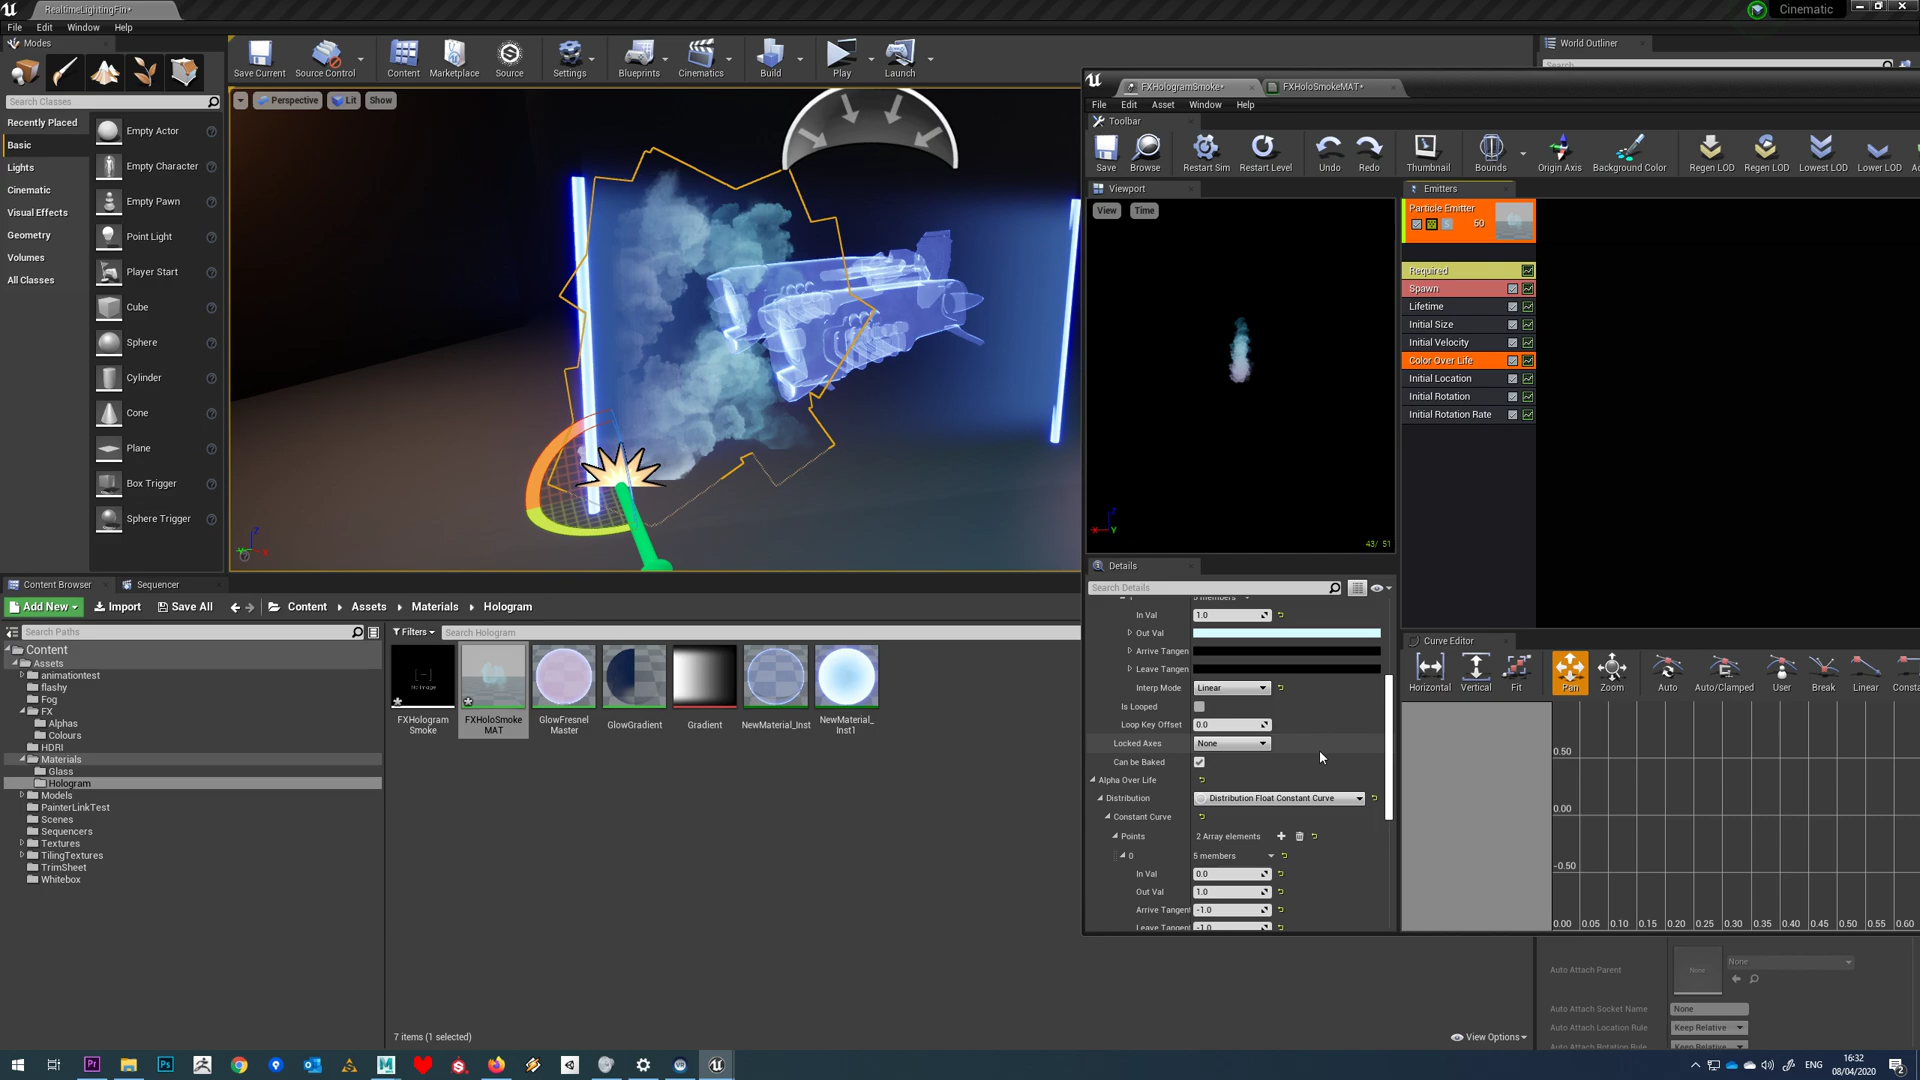 RealtimeLightingFin*
Cinematic
File Edit Window Help
Modes
World Outliner
Search Classes
Save Current Source Control Content Marketplace Source Settings Blueprints Cinematics Build Play Launch
Search
Perspective Lit Show
Recently Placed
Basic
Lights
Cinematic
Visual Effects
Geometry
Volumes
All Classes
Empty Actor
Empty Character
Empty Pawn
Point Light
Player Start
Cube
Sphere
Cylinder
Cone
Plane
Box Trigger
Sphere Trigger
FXHologramSmoke* FXHoloSmokeMAT*
File Edit Asset Window Help
Toolbar
Save Browse Restart Sim Restart Level Undo Redo Thumbnail Bounds Origin Axis Background Color Regen LOD Regen LOD Lowest LOD Lower LOD
Viewport
Emitters
View Time
Particle Emitter
50
Required
Spawn
Lifetime
Initial Size
Initial Velocity
Color Over Life
Initial Location
Initial Rotation
Initial Rotation Rate
43/ 51
Details
Search Details
In Val 1.0
Out Val
Arrive Tangen
Leave Tangen
Interp Mode Linear
Is Looped
Loop Key Offset 0.0
Locked Axes None
Can be Baked
Alpha Over Life
Distribution Distribution Float Constant Curve
Constant Curve
Points 2 Array elements
0 5 members
In Val 0.0
Out Val 1.0
Arrive Tangent -1.0
Leave Tangent -1.0
Curve Editor
Horizontal Vertical Fit Pan Zoom Auto Auto/Clamped User Break Linear Consta
0.50
0.00
-0.50
0.00 0.05 0.10 0.15 0.20 0.25 0.30 0.35 0.40 0.45 0.50 0.55 0.60
Content Browser Sequencer
Add New Import Save All Content Assets Materials Hologram
Search Paths
Filters Search Hologram
Content
Assets
animationtest
flashy
Fog
FX
Alphas
Colours
HDRI
Materials
Glass
Hologram
Models
PainterLinkTest
Scenes
Sequencers
Textures
TilingTextures
TrimSheet
Whitebox
No Image
FXHologram
Smoke
FXHoloSmoke
MAT
GlowFresnel
Master
GlowGradient
Gradient
NewMaterial_Inst
NewMaterial_
Inst1
7 items (1 selected)
View Options
Auto Attach Parent None None
Auto Attach Socket Name None
Auto Attach Location Rule Keep Relative
Auto Attach Rotation Rule Keep Relative
ENG
16:32
08/04/2020